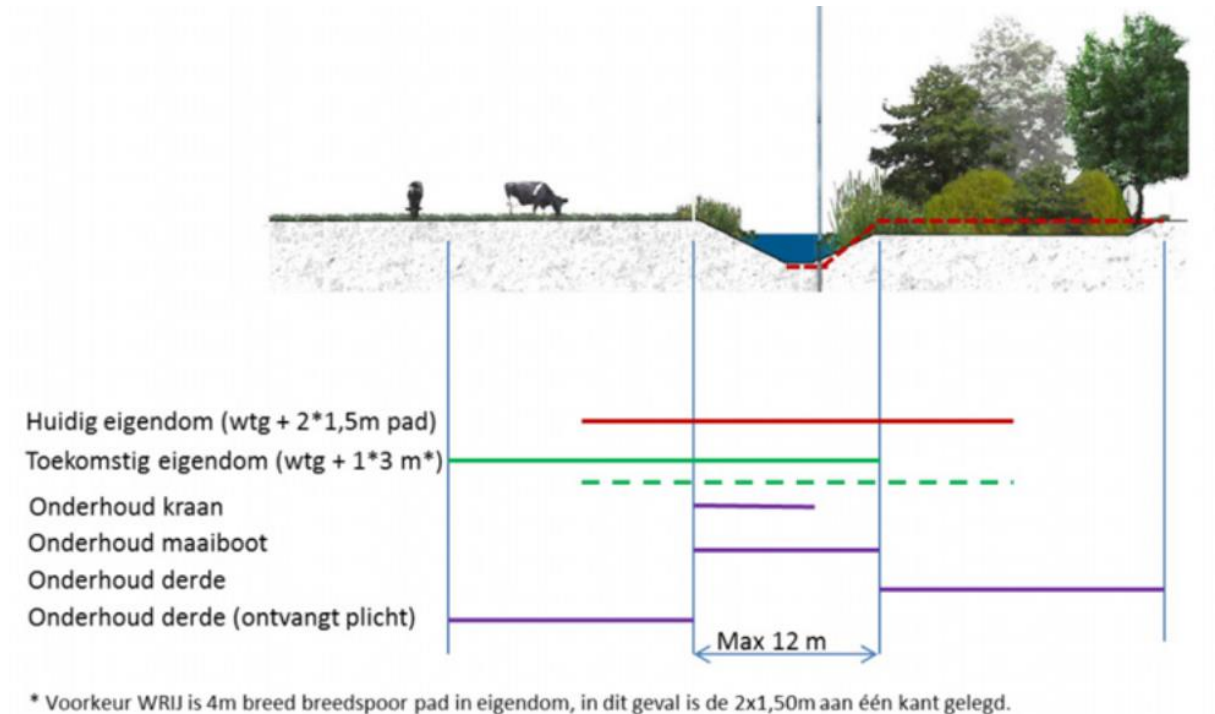 Huidig eigendom (wtg + 2*1,5m pad)
Toekomstig eigendom (wtg + 1*3 m*)
Onderhoud kraan
Onderhoud maaiboot
Onderhoud derde
Onderhoud derde (ontvangt plicht)
Max 12 m
* Voorkeur WRIJ is 4m breed breedspoor pad in eigendom, in dit geval is de 2x1,50m aan één kant gelegd.